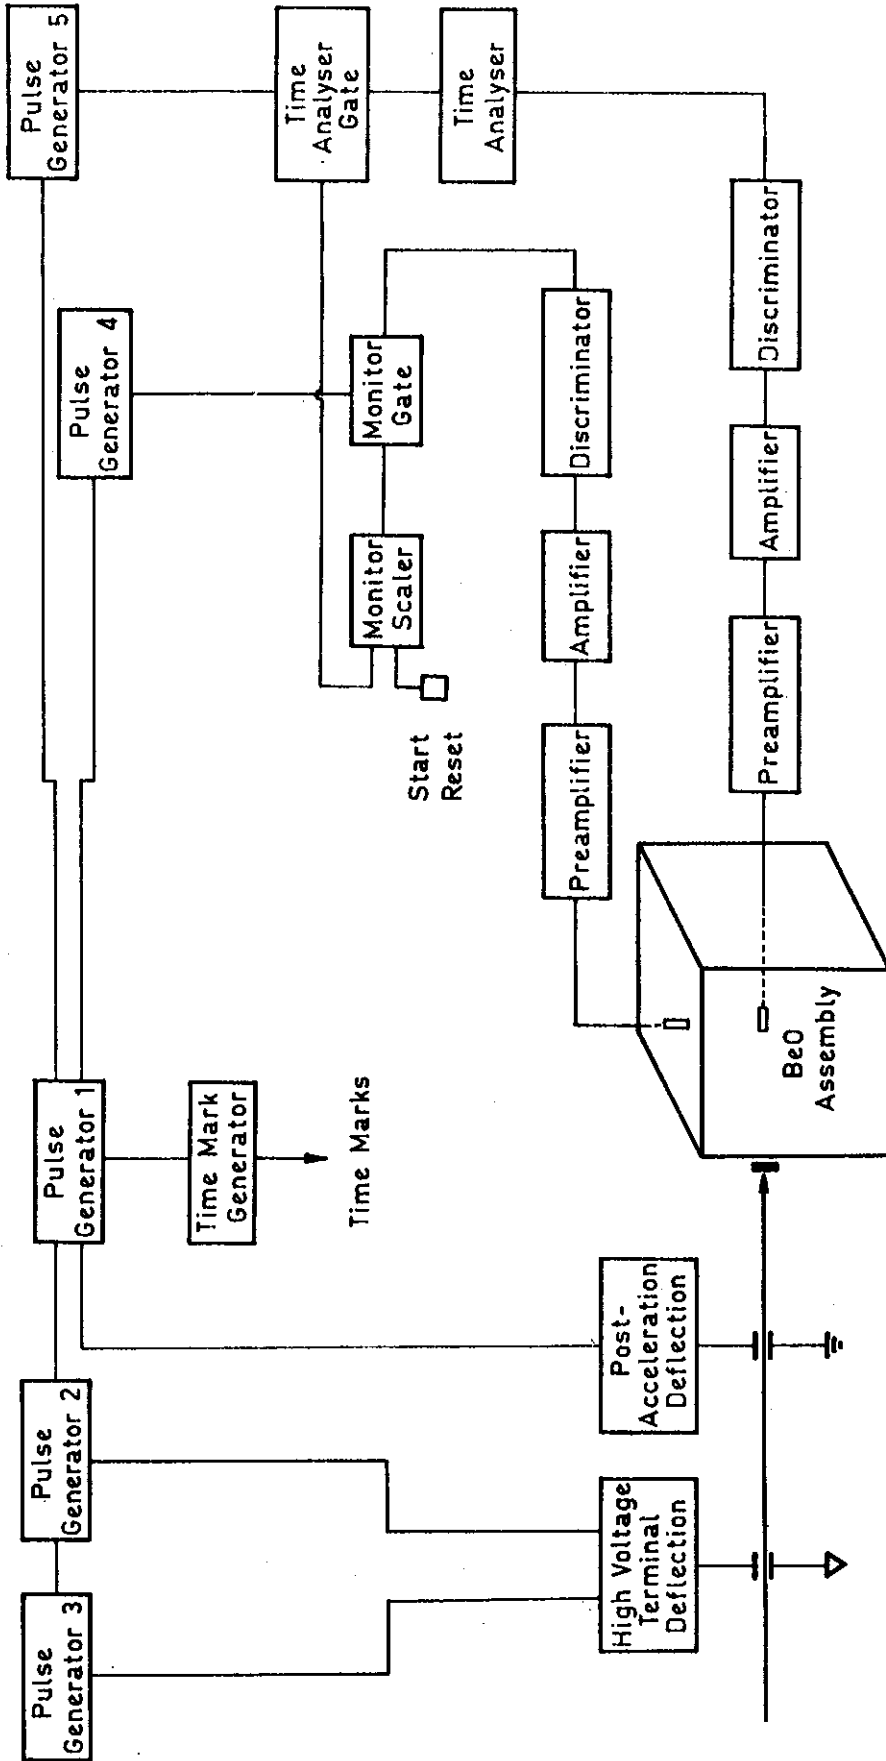 Pulse
Generator 3
Pulse
Generator 2
Pulse
Generator 1
Pulse
Generator 4
Pulse
Generator 5
Time Mark
Generator
Time Marks
Time
Analyser
Gate
Monitor
Scaler
Monitor
Gate
Time
Analyser
Start
Reset
High Voltage
Terminal
Deflection
Post-
Acceleration
Deflection
Preamplifier
Amplifier
Discriminator
Preamplifier
Amplifier
Discriminator
BeO
Assembly